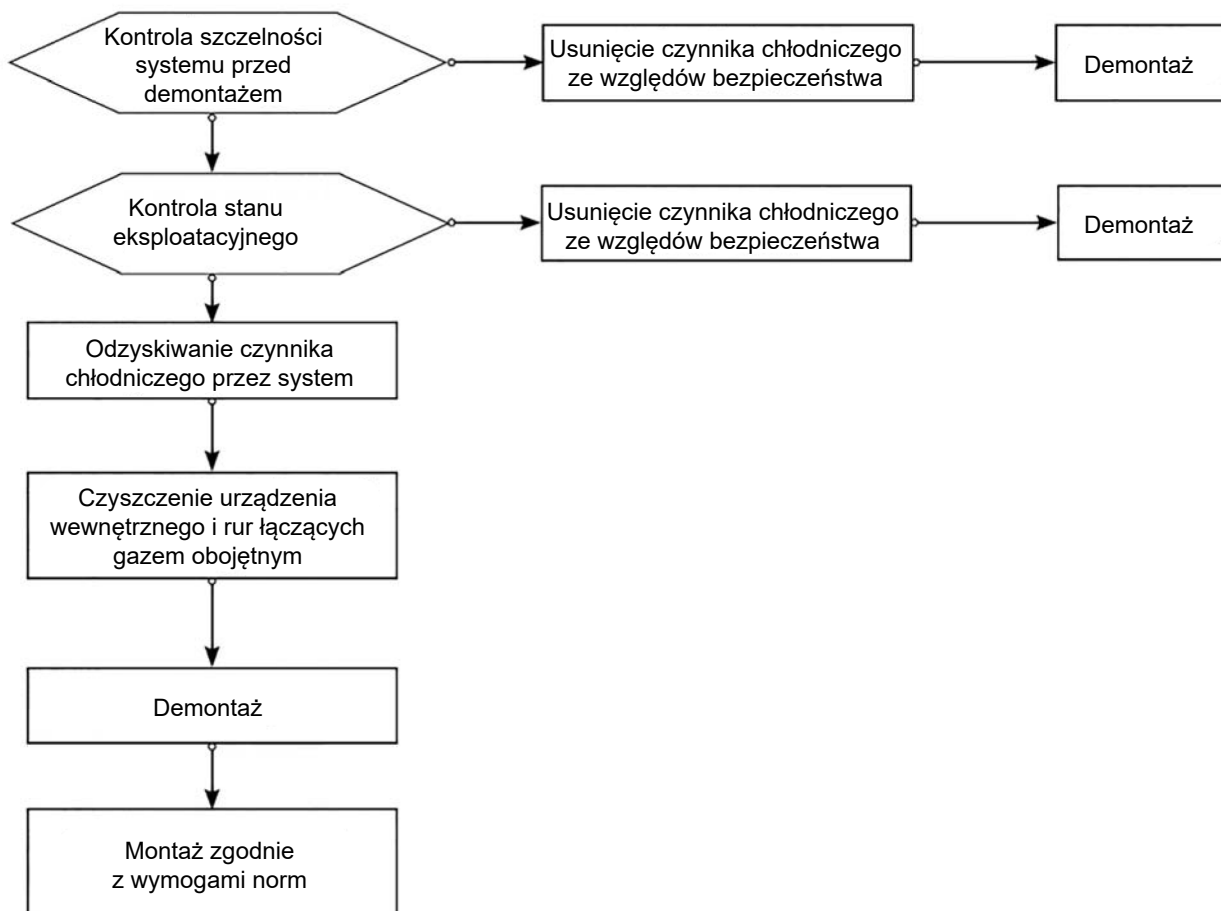 Kontrola szczelności
systemu przed
demontażem
Usunięcie czynnika chłodniczego
ze względów bezpieczeństwa
Demontaż
Kontrola stanu
eksploatacyjnego
Usunięcie czynnika chłodniczego
ze względów bezpieczeństwa
Demontaż
Odzyskiwanie czynnika
chłodniczego przez system
Czyszczenie urządzenia
wewnętrznego i rur łączących
gazem obojętnym
Demontaż
Montaż zgodnie
z wymogami norm